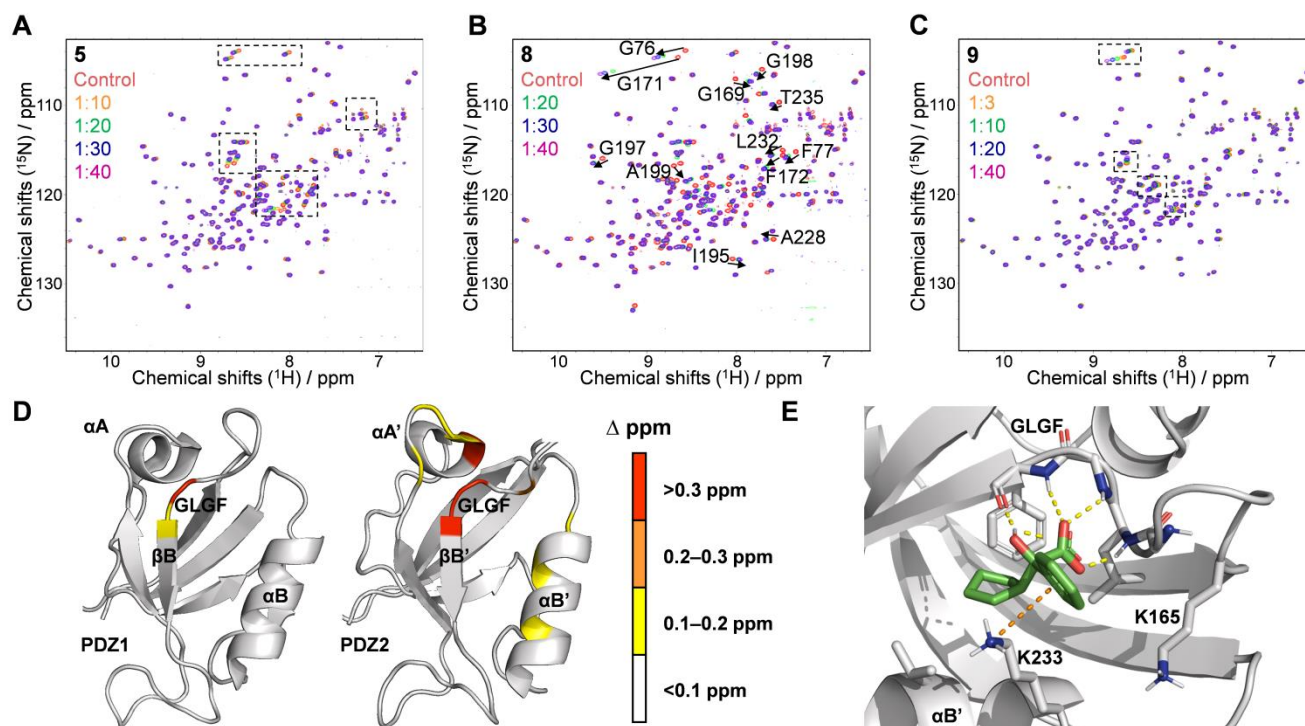 A
5
Control
1:10
1:20
1:30
1:40
110
120
130
Chemical shifts (¹⁵N) / ppm
10 9 8 7
Chemical shifts (¹H) / ppm
B
8
Control
1:20
1:30
1:40
G76
G171
G198
G169
T235
L232
F77
G197
A199
F172
A228
I195
110
120
130
Chemical shifts (¹⁵N) / ppm
10 9 8 7
Chemical shifts (¹H) / ppm
C
9
Control
1:3
1:10
1:20
1:40
110
120
130
Chemical shifts (¹⁵N) / ppm
10 9 8 7
Chemical shifts (¹H) / ppm
D
αA
GLGF
βB
αB
PDZ1
αA'
GLGF
βB'
αB'
PDZ2
Δ ppm
>0.3 ppm
0.2–0.3 ppm
0.1–0.2 ppm
<0.1 ppm
E
GLGF
K165
K233
αB'